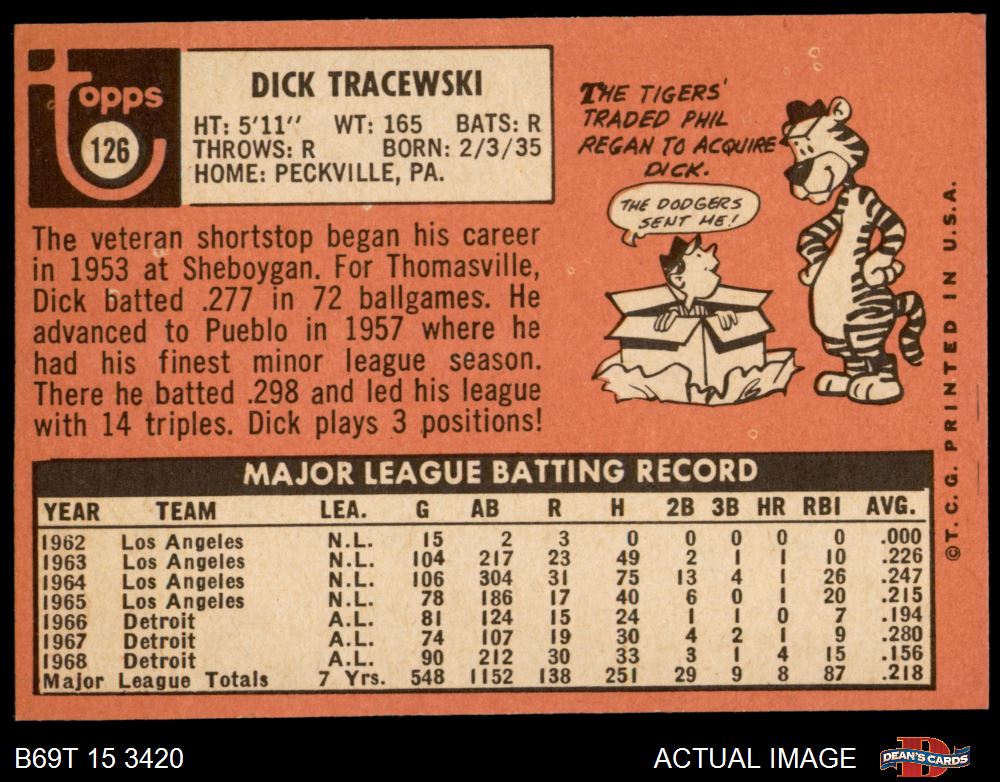 topps
126
DICK TRACEWSKI
HT: 5'11" WT: 165 BATS: R
THROWS: R BORN: 2/3/35
HOME: PECKVILLE, PA.
THE TIGERS'
TRADED PHIL
REGAN TO ACQUIRE
DICK.
THE DODGERS
SENT ME!
The veteran shortstop began his career
in 1953 at Sheboygan. For Thomasville,
Dick batted .277 in 72 ballgames. He
advanced to Pueblo in 1957 where he
had his finest minor league season.
There he batted .298 and led his league
with 14 triples. Dick plays 3 positions!
©T. C. G. PRINTED IN U.S.A.
MAJOR LEAGUE BATTING RECORD
YEAR TEAM LEA. G AB R H 2B 3B HR RBI AVG.
1962 Los Angeles N.L. 15 2 3 0 0 0 0 0 .000
1963 Los Angeles N.L. 104 217 23 49 2 1 1 10 .226
1964 Los Angeles N.L. 106 304 31 75 13 4 1 26 .247
1965 Los Angeles N.L. 78 186 17 40 6 0 1 20 .215
1966 Detroit A.L. 81 124 15 24 1 1 0 7 .194
1967 Detroit A.L. 74 107 19 30 4 2 1 9 .280
1968 Detroit A.L. 90 212 30 33 3 1 4 15 .156
Major League Totals 7 Yrs. 548 1152 138 251 29 9 8 87 .218
B69T 15 3420
ACTUAL IMAGE
DEAN'S CARDS